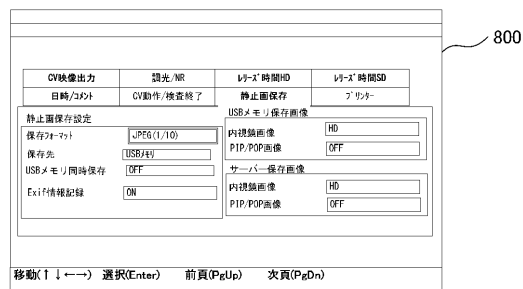 800
CV映像出力 調光/NR ﾚﾘｰｽﾞ時間HD ﾚﾘｰｽﾞ時間SD
日時/ｺﾒﾝﾄ CV動作/検査終了 静止画保存 ﾌﾟﾘﾝﾀｰ
静止画保存設定
保存ﾌｫｰﾏｯﾄ JPEG(1/10)
保存先 USBﾒﾓﾘ
USBメモリ同時保存 OFF
Exif情報記録 ON
USBメモリ保存画像
内視鏡画像 HD
PIP/POP画像 OFF
サーバー保存画像
内視鏡画像 HD
PIP/POP画像 OFF
移動(↑↓←→) 選択(Enter) 前頁(PgUp) 次頁(PgDn)